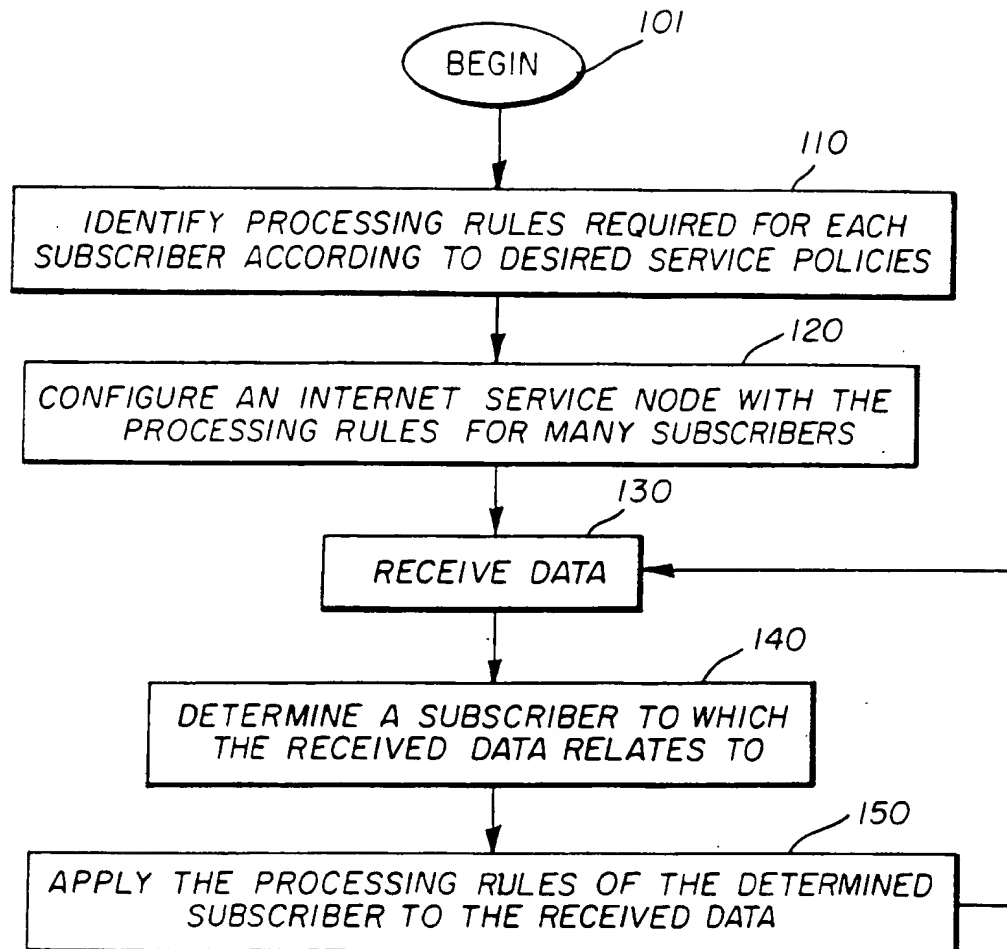 101
BEGIN
110
IDENTIFY PROCESSING RULES REQUIRED FOR EACH
SUBSCRIBER ACCORDING TO DESIRED SERVICE POLICIES
120
CONFIGURE AN INTERNET SERVICE NODE WITH THE
PROCESSING RULES FOR MANY SUBSCRIBERS
130
RECEIVE DATA
140
DETERMINE A SUBSCRIBER TO WHICH
THE RECEIVED DATA RELATES TO
150
APPLY THE PROCESSING RULES OF THE DETERMINED
SUBSCRIBER TO THE RECEIVED DATA